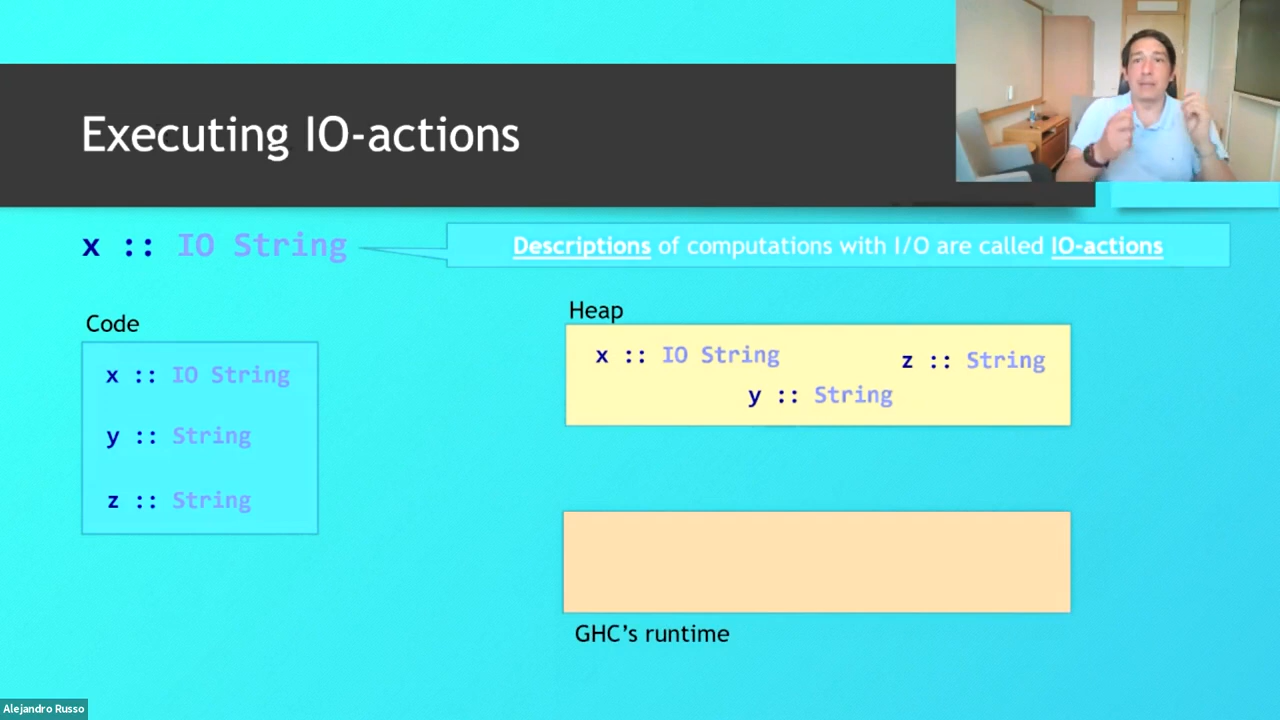 Executing IO-actions
x :: IO String
Descriptions of computations with I/O are called IO-actions
Code
x :: IO String
y :: String
z :: String
Heap
x :: IO String
z :: String
y :: String
GHC’s runtime
Alejandro Russo